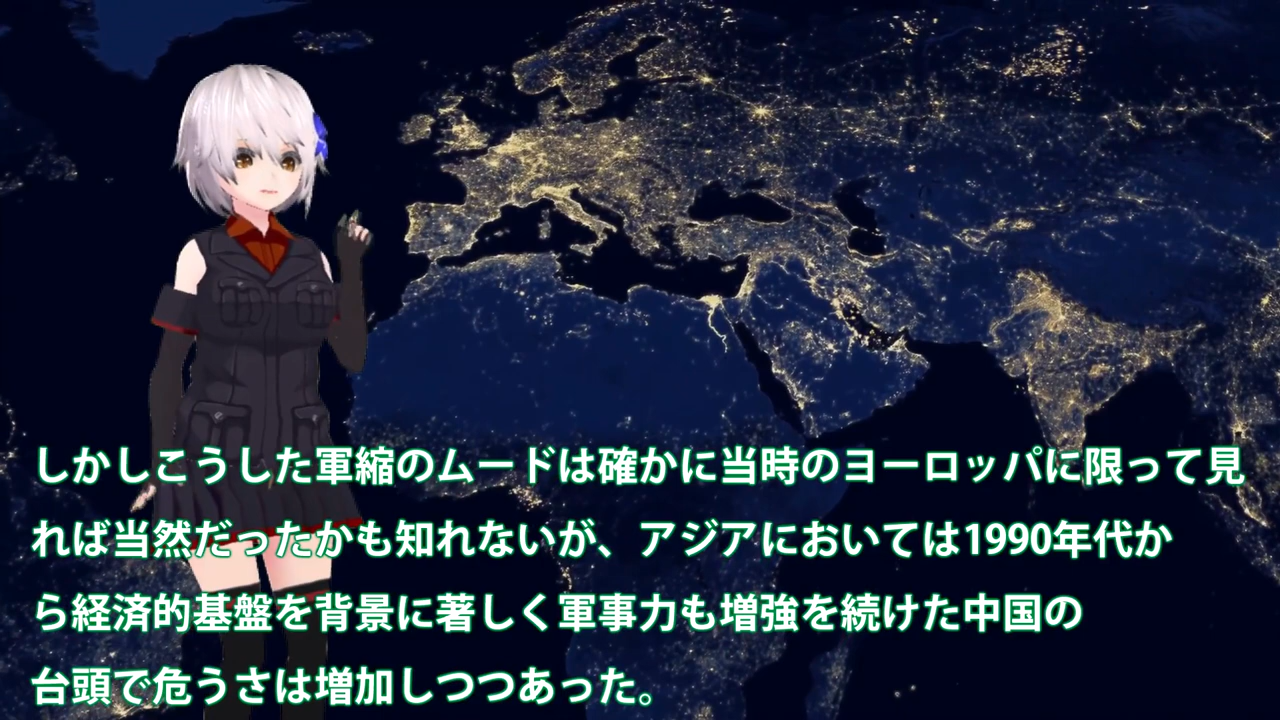 しかしこうした軍縮のムードは確かに当時のヨーロッパに限って見
れば当然だったかも知れないが、アジアにおいては1990年代か
ら経済的基盤を背景に著しく軍事力も増強を続けた中国の
台頭で危うさは増加しつつあった。